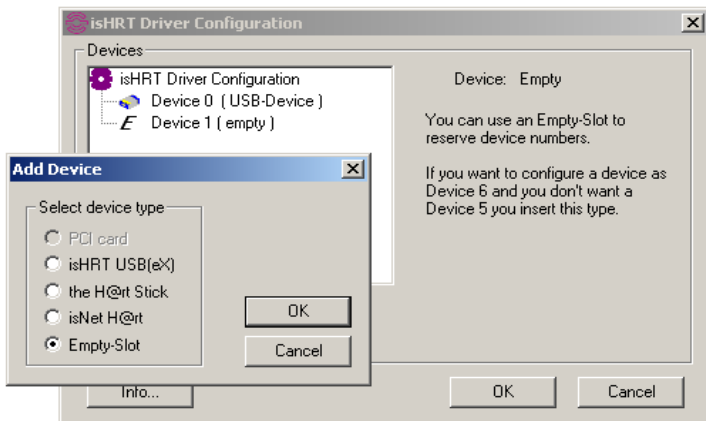 isHRT Driver Configuration
Devices
isHRT Driver Configuration
Device 0 ( USB-Device )
E Device 1 ( empty )
Device: Empty
You can use an Empty-Slot to
reserve device numbers.
If you want to configure a device as
Device 6 and you don't want a
Device 5 you insert this type.
Add Device
Select device type
PCI card
isHRT USB(eX)
the H@rt Stick
isNet H@rt
Empty-Slot
OK
Cancel
Info...
OK
Cancel